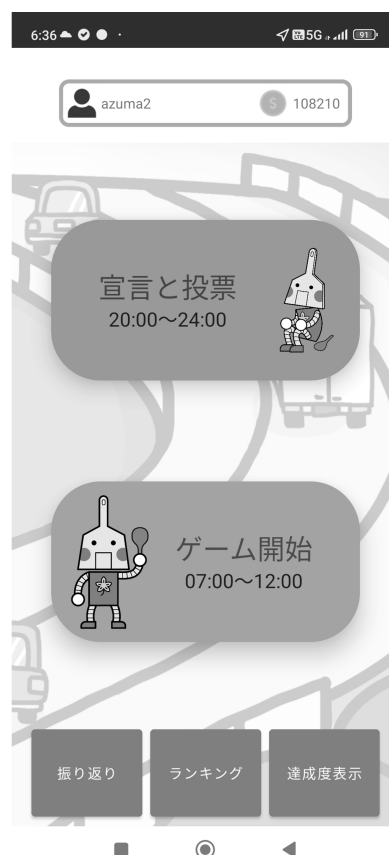 6:36
5G 91
azuma2
S 108210
宣言と投票
20:00～24:00
ゲーム開始
07:00～12:00
振り返り
ランキング
達成度表示